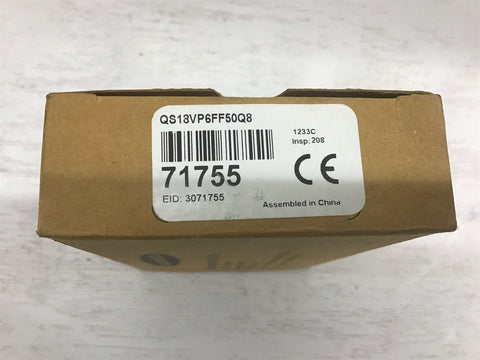 QS18VP6FF50Q8
1233C
Insp: 208
71755
CE
EID: 3071755
Assembled in China